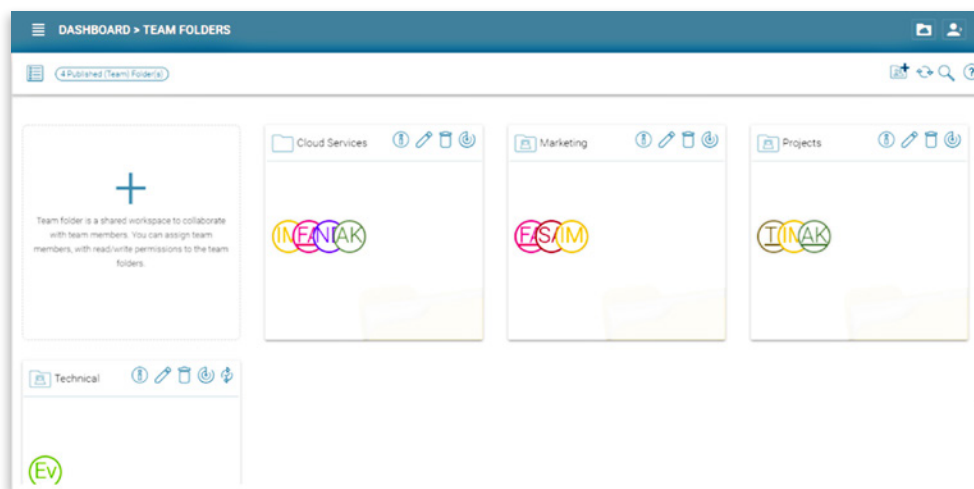 DASHBOARD > TEAM FOLDERS
4 Published (Team) Folder(s)
Team folder is a shared workspace to collaborate
with team members. You can assign team
members, with read/write permissions to the team
folders.
Cloud Services
AK
Marketing
IM
Projects
AK
Technical
Ev